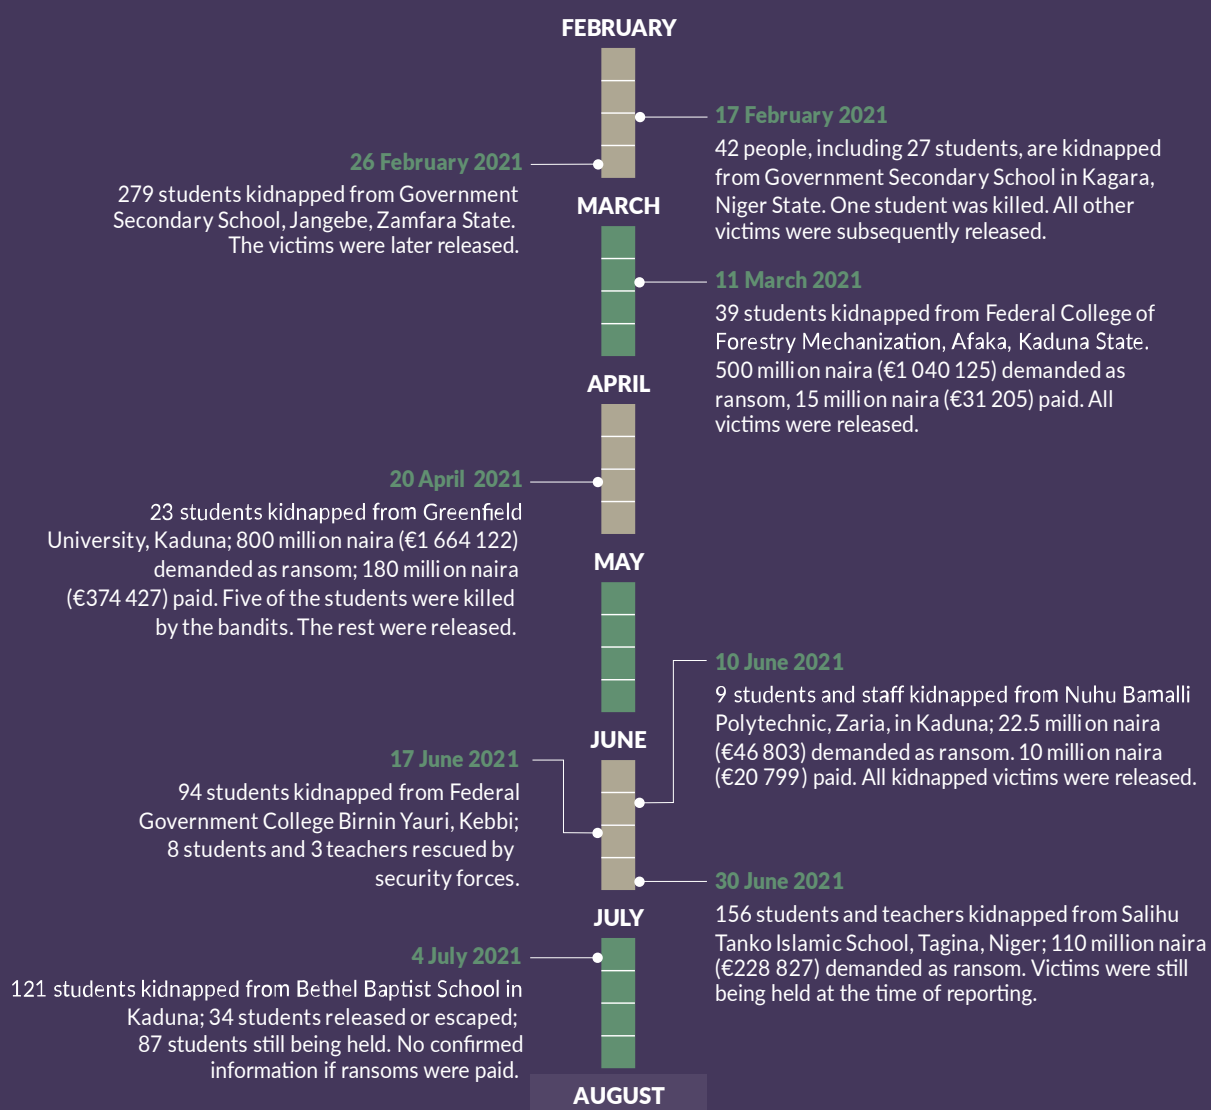 FEBRUARY
17 February 2021
42 people, including 27 students, are kidnapped
from Government Secondary School in Kagara,
Niger State. One student was killed. All other
victims were subsequently released.
26 February 2021
279 students kidnapped from Government
Secondary School, Jangebe, Zamfara State.
The victims were later released.
MARCH
11 March 2021
39 students kidnapped from Federal College of
Forestry Mechanization, Afaka, Kaduna State.
500 million naira (€1 040 125) demanded as
ransom, 15 million naira (€31 205) paid. All
victims were released.
APRIL
20 April 2021
23 students kidnapped from Greenfield
University, Kaduna; 800 million naira (€1 664 122)
demanded as ransom; 180 million naira
(€374 427) paid. Five of the students were killed
by the bandits. The rest were released.
MAY
10 June 2021
9 students and staff kidnapped from Nuhu Bamalli
Polytechnic, Zaria, in Kaduna; 22.5 million naira
(€46 803) demanded as ransom. 10 million naira
(€20 799) paid. All kidnapped victims were released.
JUNE
17 June 2021
94 students kidnapped from Federal
Government College Birnin Yauri, Kebbi;
8 students and 3 teachers rescued by
security forces.
30 June 2021
156 students and teachers kidnapped from Salihu
Tanko Islamic School, Tagina, Niger; 110 million naira
(€228 827) demanded as ransom. Victims were still
being held at the time of reporting.
JULY
4 July 2021
121 students kidnapped from Bethel Baptist School in
Kaduna; 34 students released or escaped;
87 students still being held. No confirmed
information if ransoms were paid.
AUGUST